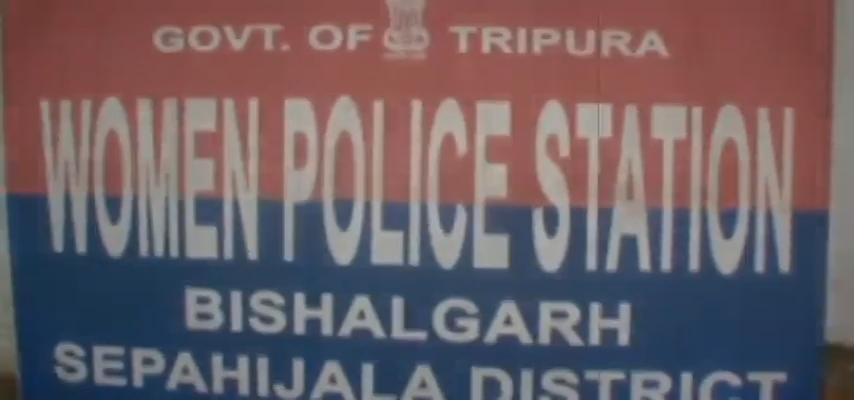 GOVT. OF TRIPURA
WOMEN POLICE STATION
BISHALGARH
SEPAHIJALA DISTRICT